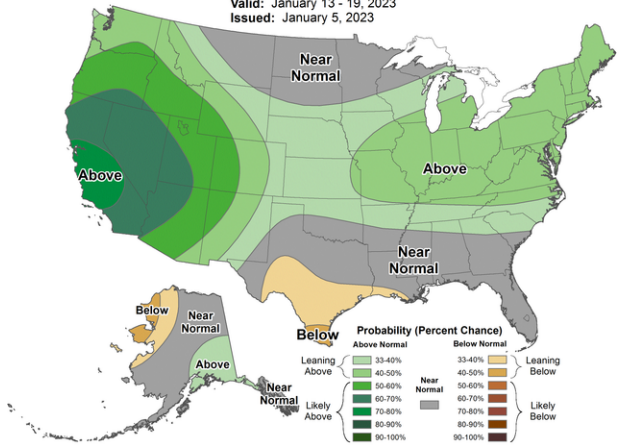 Valid: January 13 - 19, 2023
Issued: January 5, 2023
Near
Normal
Above
Above
Near
Normal
Below
Below
Near
Normal
Above
Near
Normal
Probability (Percent Chance)
Above Normal
Below Normal
Leaning
Above
33-40%
40-50%
Likely
Above
50-60%
60-70%
70-80%
80-90%
90-100%
Near
Normal
33-40%
40-50%
Leaning
Below
50-60%
60-70%
70-80%
80-90%
90-100%
Likely
Below